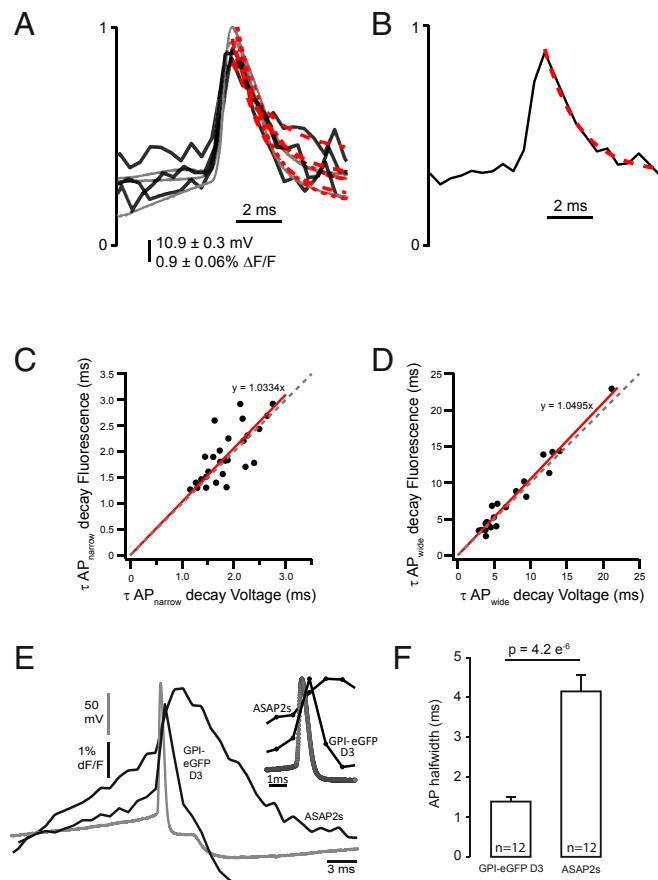 A
1
0
2 ms
10.9 ± 0.3 mV
0.9 ± 0.06% ΔF/F
B
1
0
2 ms
C
τ APnarrow decay Fluorescence (ms)
3.5
3.0
2.5
2.0
1.5
1.0
0.5
0
y = 1.0334x
0
1.0
2.0
3.0
τ APnarrow decay Voltage (ms)
D
τ APwide decay Fluorescence (ms)
25
20
15
10
5
0
y = 1.0495x
0
5
10
15
20
25
τ APwide decay Voltage (ms)
E
50
mV
1%
dF/F
GPI-
eGFP
D3
ASAP2s
3 ms
ASAP2s
GPI-eGFP
D3
1ms
F
p = 4.2 e-6
AP halfwidth (ms)
5
4
3
2
1
0
n=12
n=12
GPI-eGFP D3
ASAP2s